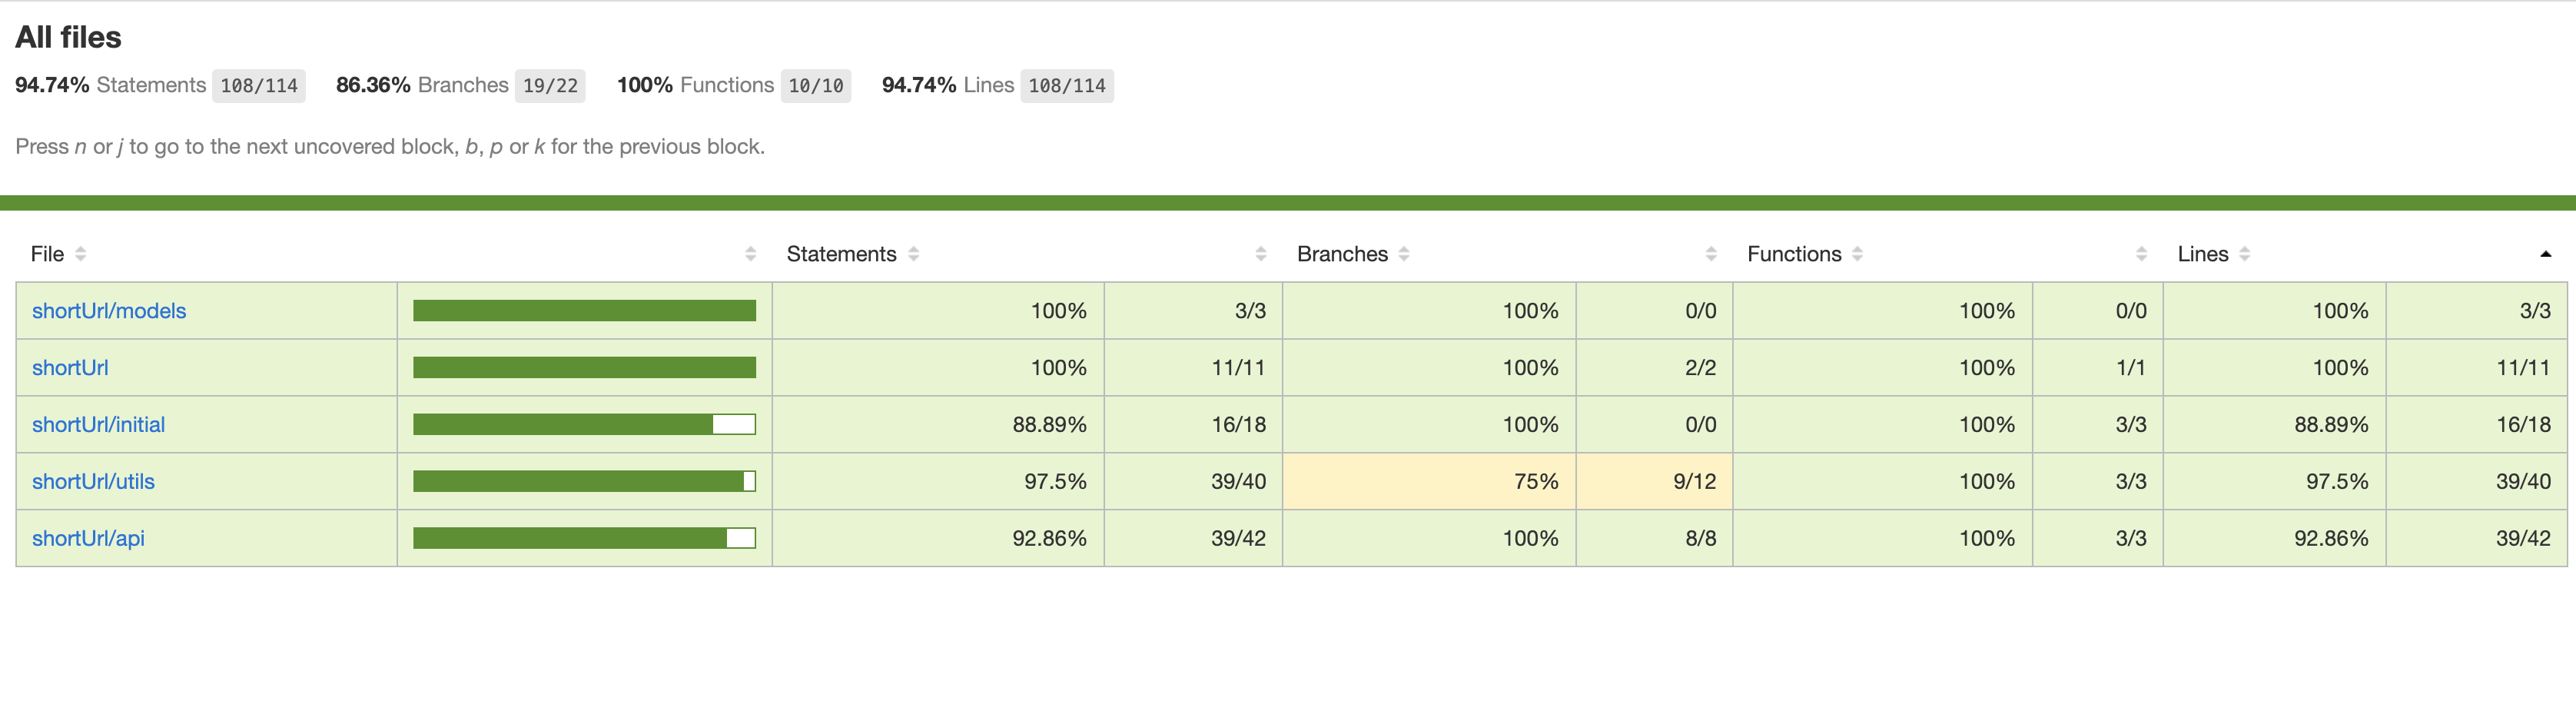 All files
94.74% Statements 108/114 86.36% Branches 19/22 100% Functions 10/10 94.74% Lines 108/114
Press n or j to go to the next uncovered block, b, p or k for the previous block.
File Statements Branches Functions Lines
shortUrl/models 100% 3/3 100% 0/0 100% 0/0 100% 3/3
shortUrl 100% 11/11 100% 2/2 100% 1/1 100% 11/11
shortUrl/initial 88.89% 16/18 100% 0/0 100% 3/3 88.89% 16/18
shortUrl/utils 97.5% 39/40 75% 9/12 100% 3/3 97.5% 39/40
shortUrl/api 92.86% 39/42 100% 8/8 100% 3/3 92.86% 39/42